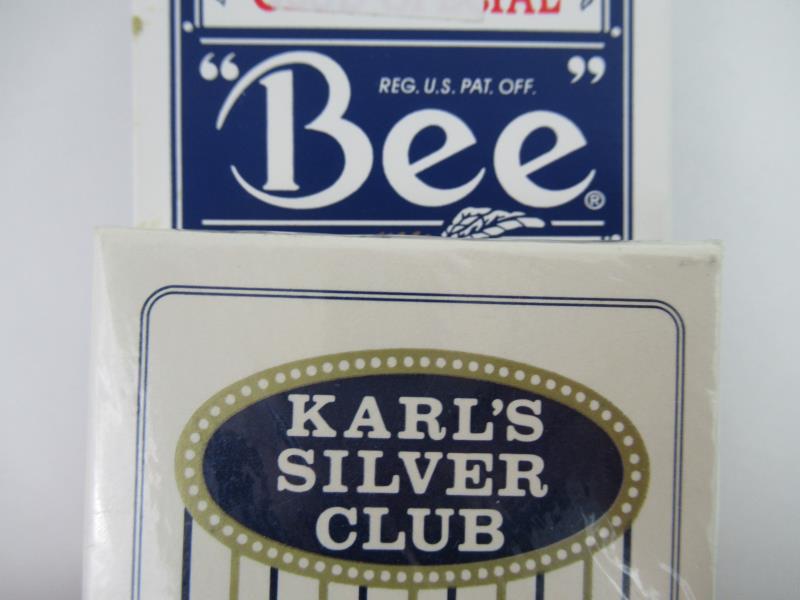 “Bee”
REG. U.S. PAT. OFF.
®
KARL'S
SILVER
CLUB